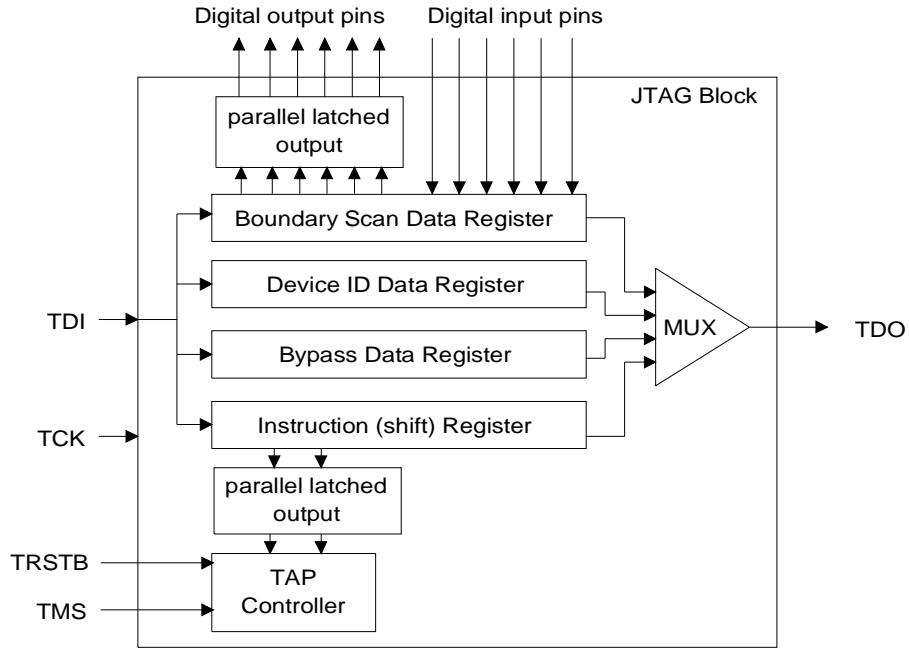 Digital output pins
Digital input pins
JTAG Block
parallel latched
output
Boundary Scan Data Register
Device ID Data Register
TDI
MUX
TDO
Bypass Data Register
Instruction (shift) Register
TCK
parallel latched
output
TRSTB
TAP
Controller
TMS